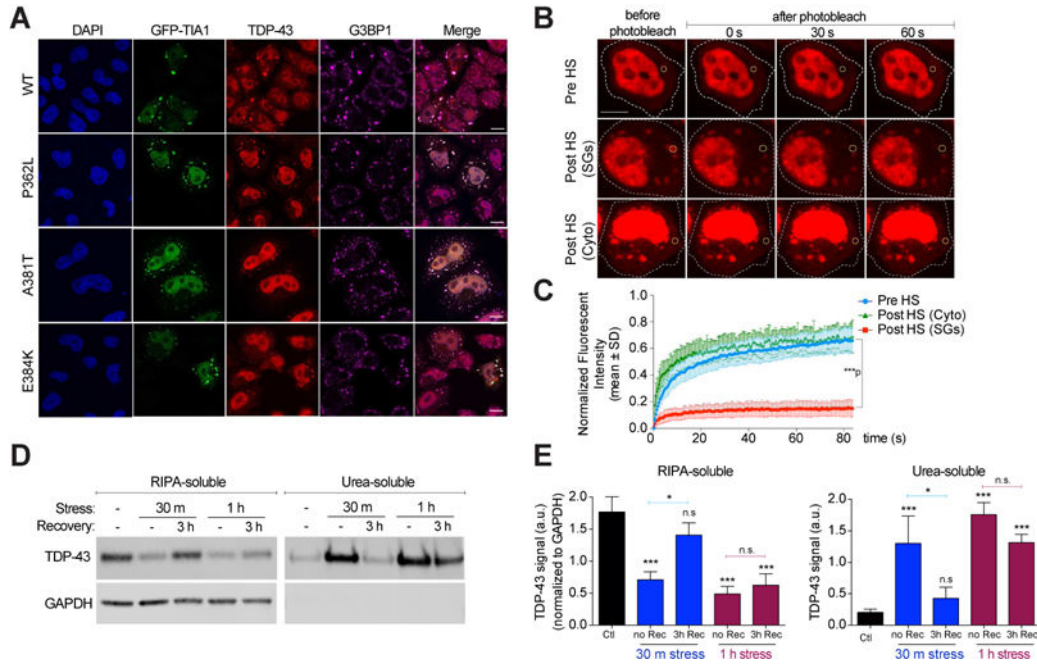 A
DAPI GFP-TIA1 TDP-43 G3BP1 Merge
WT
P362L
A381T
E384K
B
before photobleach
after photobleach
0 s 30 s 60 s
Pre HS
Post HS (SGs)
Post HS (Cyto)
C
Normalized Fluorescent Intensity (mean ± SD)
1.0
0.8
0.6
0.4
0.2
0.0
0 20 40 60 80 time (s)
Pre HS
Post HS (Cyto)
Post HS (SGs)
***p
D
RIPA-soluble Urea-soluble
Stress: - 30 m 1 h - 30 m 1 h
Recovery: - - 3 h - 3 h - - 3 h - 3 h
TDP-43
GAPDH
E
RIPA-soluble
TDP-43 signal (a.u.)
(normalized to GAPDH)
2.0
1.5
1.0
0.5
0.0
*** * n.s *** n.s. ***
Ctl no Rec 3h Rec no Rec 3h Rec
30 m stress 1 h stress
Urea-soluble
TDP-43 signal (a.u.)
2.0
1.5
1.0
0.5
0.0
*** * n.s *** n.s. ***
Ctl no Rec 3h Rec no Rec 3h Rec
30 m stress 1 h stress